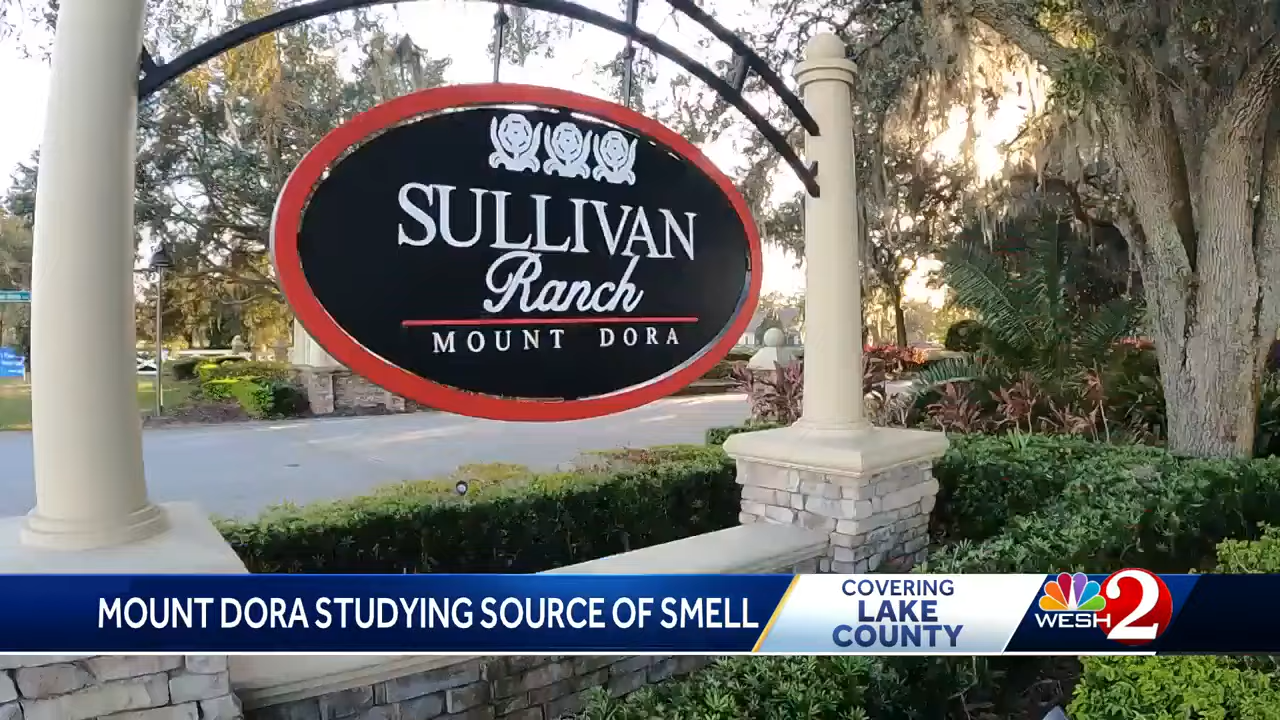 SULLIVAN
Ranch
MOUNT DORA
MOUNT DORA STUDYING SOURCE OF SMELL
COVERING
LAKE
COUNTY
WESH 2